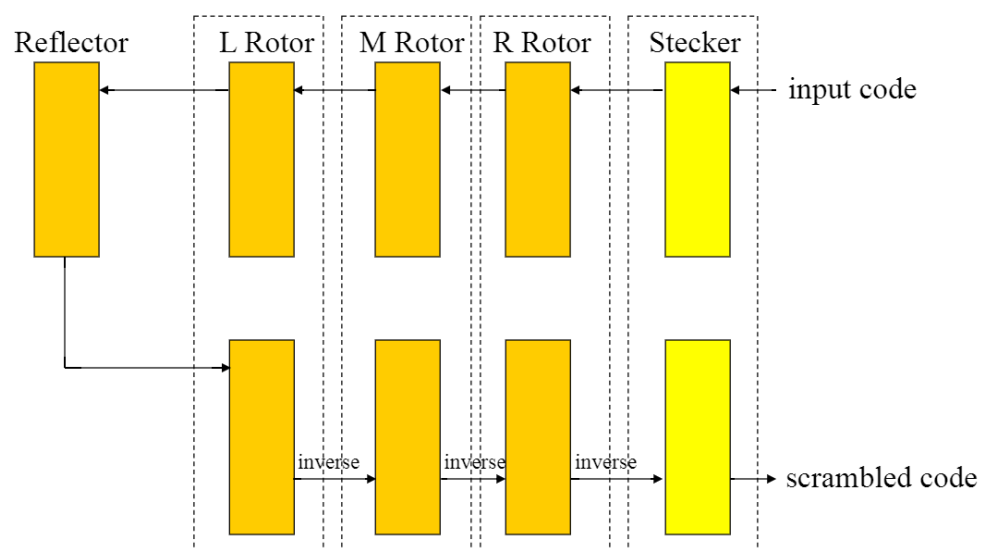 Reflector
L Rotor
M Rotor
R Rotor
Stecker
input code
inverse
inverse
inverse
scrambled code